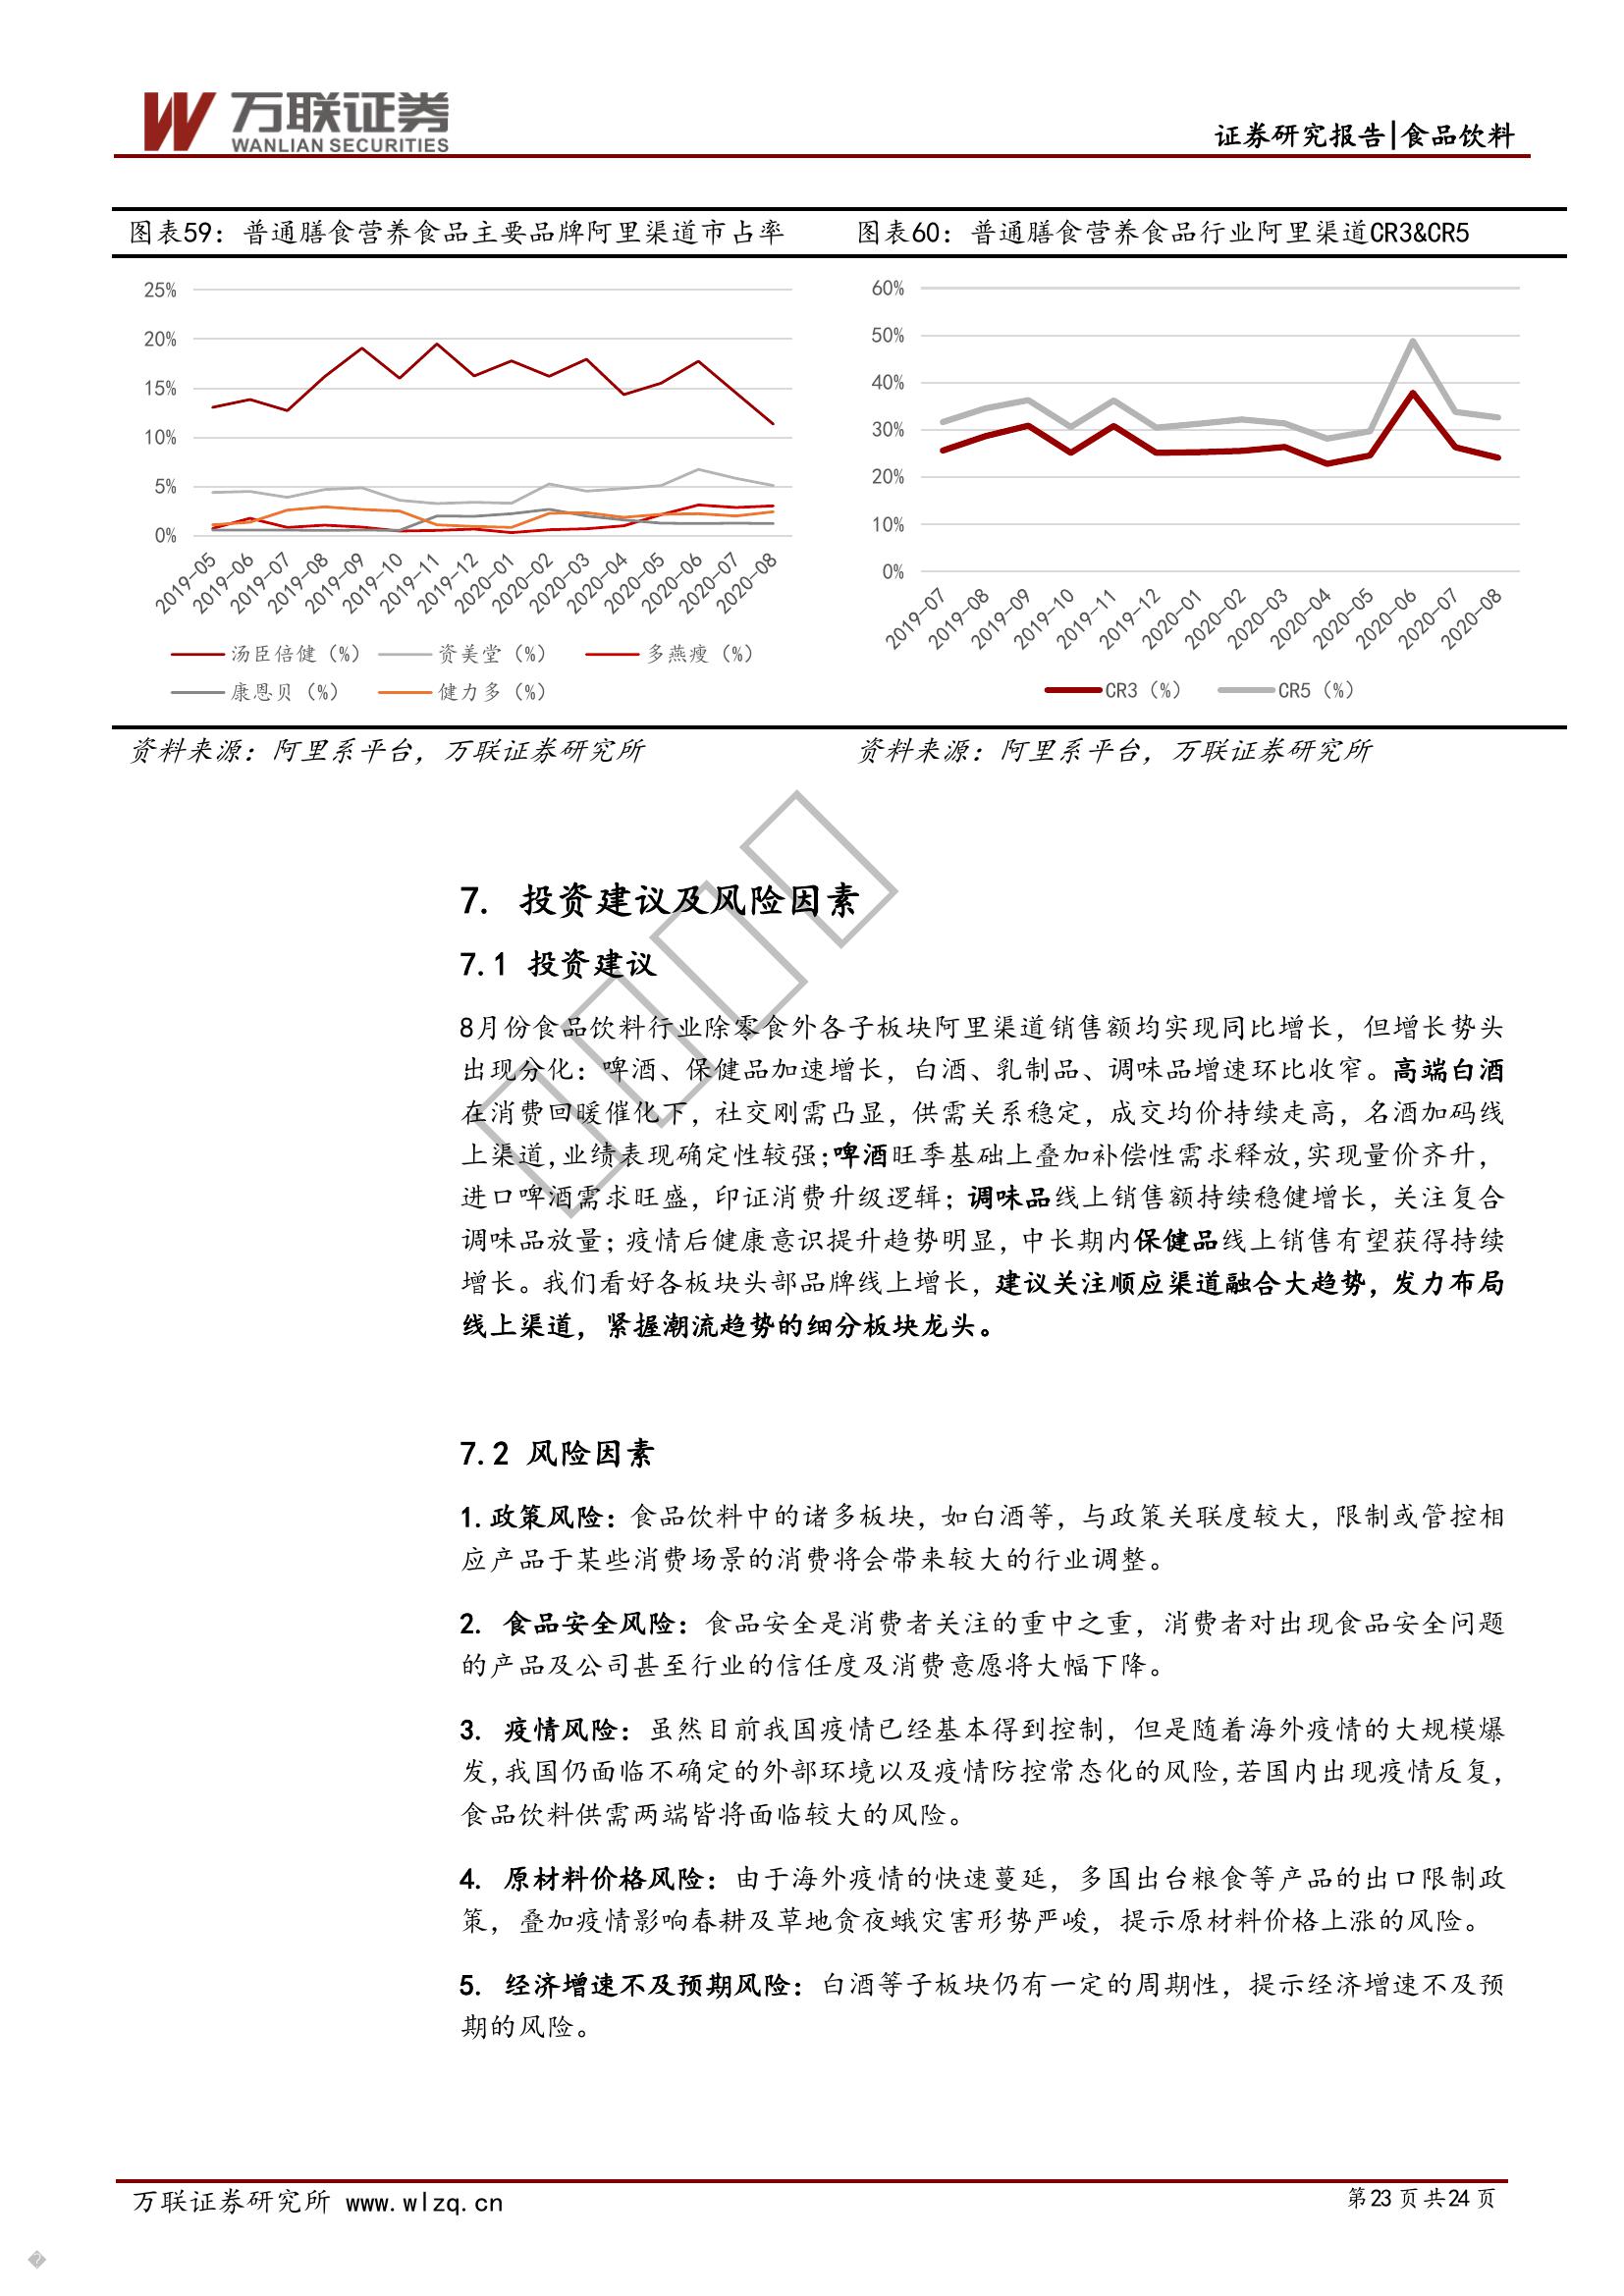 万联证券
WANLIAN SECURITIES
证券研究报告|食品饮料
图表59：普通膳食营养食品主要品牌阿里渠道市占率
图表60：普通膳食营养食品行业阿里渠道CR3&CR5
25%
20%
15%
10%
5%
0%
2019-05
2019-06
2019-07
2019-08
2019-09
2019-10
2019-11
2019-12
2020-01
2020-02
2020-03
2020-04
2020-05
2020-06
2020-07
2020-08
汤臣倍健（%）
资美堂（%）
多燕瘦（%）
康恩贝（%）
健力多（%）
60%
50%
40%
30%
20%
10%
0%
2019-07
2019-08
2019-09
2019-10
2019-11
2019-12
2020-01
2020-02
2020-03
2020-04
2020-05
2020-06
2020-07
2020-08
CR3（%）
CR5（%）
资料来源：阿里系平台，万联证券研究所
资料来源：阿里系平台，万联证券研究所
7. 投资建议及风险因素
7.1 投资建议
8月份食品饮料行业除零食外各子板块阿里渠道销售额均实现同比增长，但增长势头
出现分化：啤酒、保健品加速增长，白酒、乳制品、调味品增速环比收窄。高端白酒
在消费回暖催化下，社交刚需凸显，供需关系稳定，成交均价持续走高，名酒加码线
上渠道，业绩表现确定性较强；啤酒旺季基础上叠加补偿性需求释放，实现量价齐升，
进口啤酒需求旺盛，印证消费升级逻辑；调味品线上销售额持续稳健增长，关注复合
调味品放量；疫情后健康意识提升趋势明显，中长期内保健品线上销售有望获得持续
增长。我们看好各板块头部品牌线上增长，建议关注顺应渠道融合大趋势，发力布局
线上渠道，紧握潮流趋势的细分板块龙头。
7.2 风险因素
1.政策风险：食品饮料中的诸多板块，如白酒等，与政策关联度较大，限制或管控相
应产品于某些消费场景的消费将会带来较大的行业调整。
2. 食品安全风险：食品安全是消费者关注的重中之重，消费者对出现食品安全问题
的产品及公司甚至行业的信任度及消费意愿将大幅下降。
3. 疫情风险：虽然目前我国疫情已经基本得到控制，但是随着海外疫情的大规模爆
发，我国仍面临不确定的外部环境以及疫情防控常态化的风险，若国内出现疫情反复，
食品饮料供需两端皆将面临较大的风险。
4. 原材料价格风险：由于海外疫情的快速蔓延，多国出台粮食等产品的出口限制政
策，叠加疫情影响春耕及草地贪夜蛾灾害形势严峻，提示原材料价格上涨的风险。
5. 经济增速不及预期风险：白酒等子板块仍有一定的周期性，提示经济增速不及预
期的风险。
万联证券研究所 www.wlzq.cn
第23页共24页